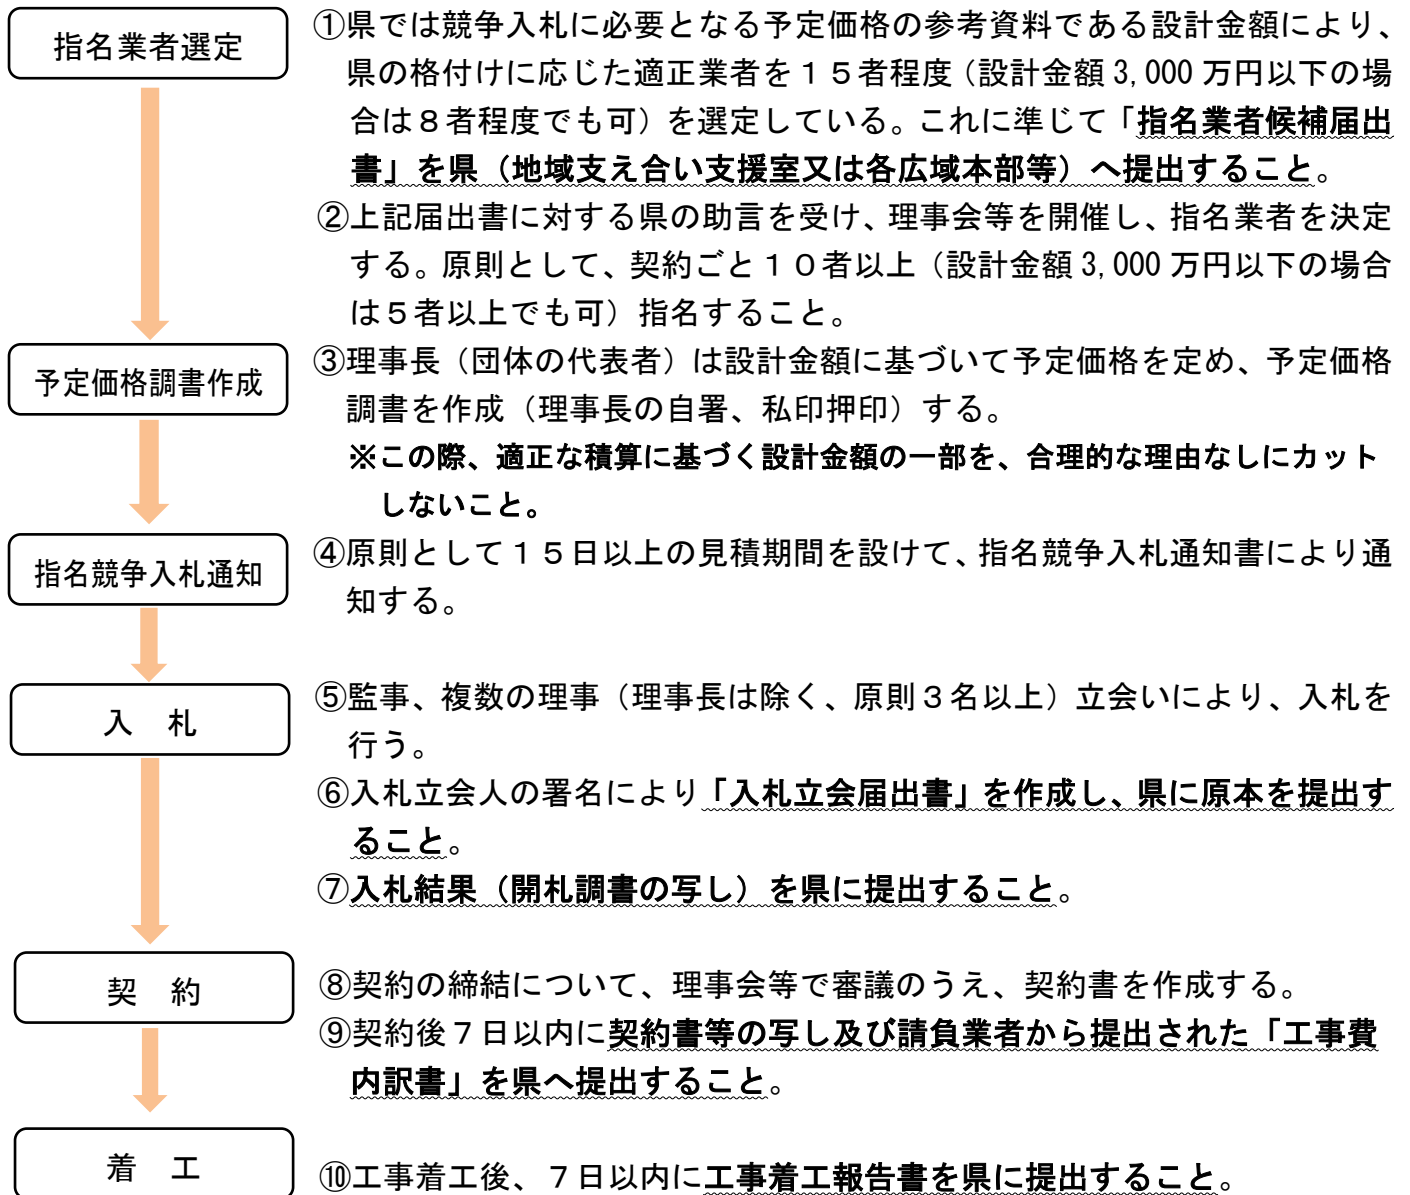 指名業者選定
①県では競争入札に必要となる予定価格の参考資料である設計金額により、
県の格付けに応じた適正業者を１５者程度（設計金額 3,000 万円以下の場
合は８者程度でも可）を選定している。これに準じて「指名業者候補届出
書」を県（地域支え合い支援室又は各広域本部等）へ提出すること。
②上記届出書に対する県の助言を受け、理事会等を開催し、指名業者を決定
する。原則として、契約ごと１０者以上（設計金額 3,000 万円以下の場合
は５者以上でも可）指名すること。
予定価格調書作成
③理事長（団体の代表者）は設計金額に基づいて予定価格を定め、予定価格
調書を作成（理事長の自署、私印押印）する。
※この際、適正な積算に基づく設計金額の一部を、合理的な理由なしにカット
しないこと。
指名競争入札通知
④原則として１５日以上の見積期間を設けて、指名競争入札通知書により通
知する。
入　札
⑤監事、複数の理事（理事長は除く、原則３名以上）立会いにより、入札を
行う。
⑥入札立会人の署名により「入札立会届出書」を作成し、県に原本を提出す
ること。
⑦入札結果（開札調書の写し）を県に提出すること。
契　約
⑧契約の締結について、理事会等で審議のうえ、契約書を作成する。
⑨契約後７日以内に契約書等の写し及び請負業者から提出された「工事費
内訳書」を県へ提出すること。
着　工
⑩工事着工後、７日以内に工事着工報告書を県に提出すること。